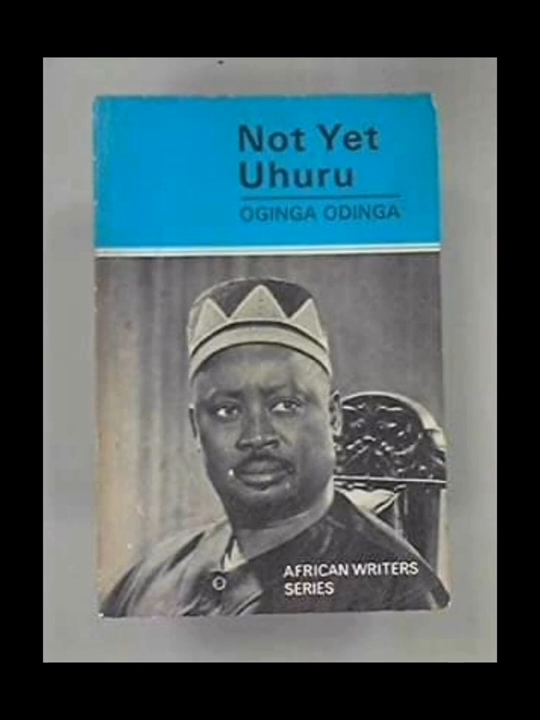 Not Yet
Uhuru
OGINGA ODINGA
AFRICAN WRITERS
SERIES